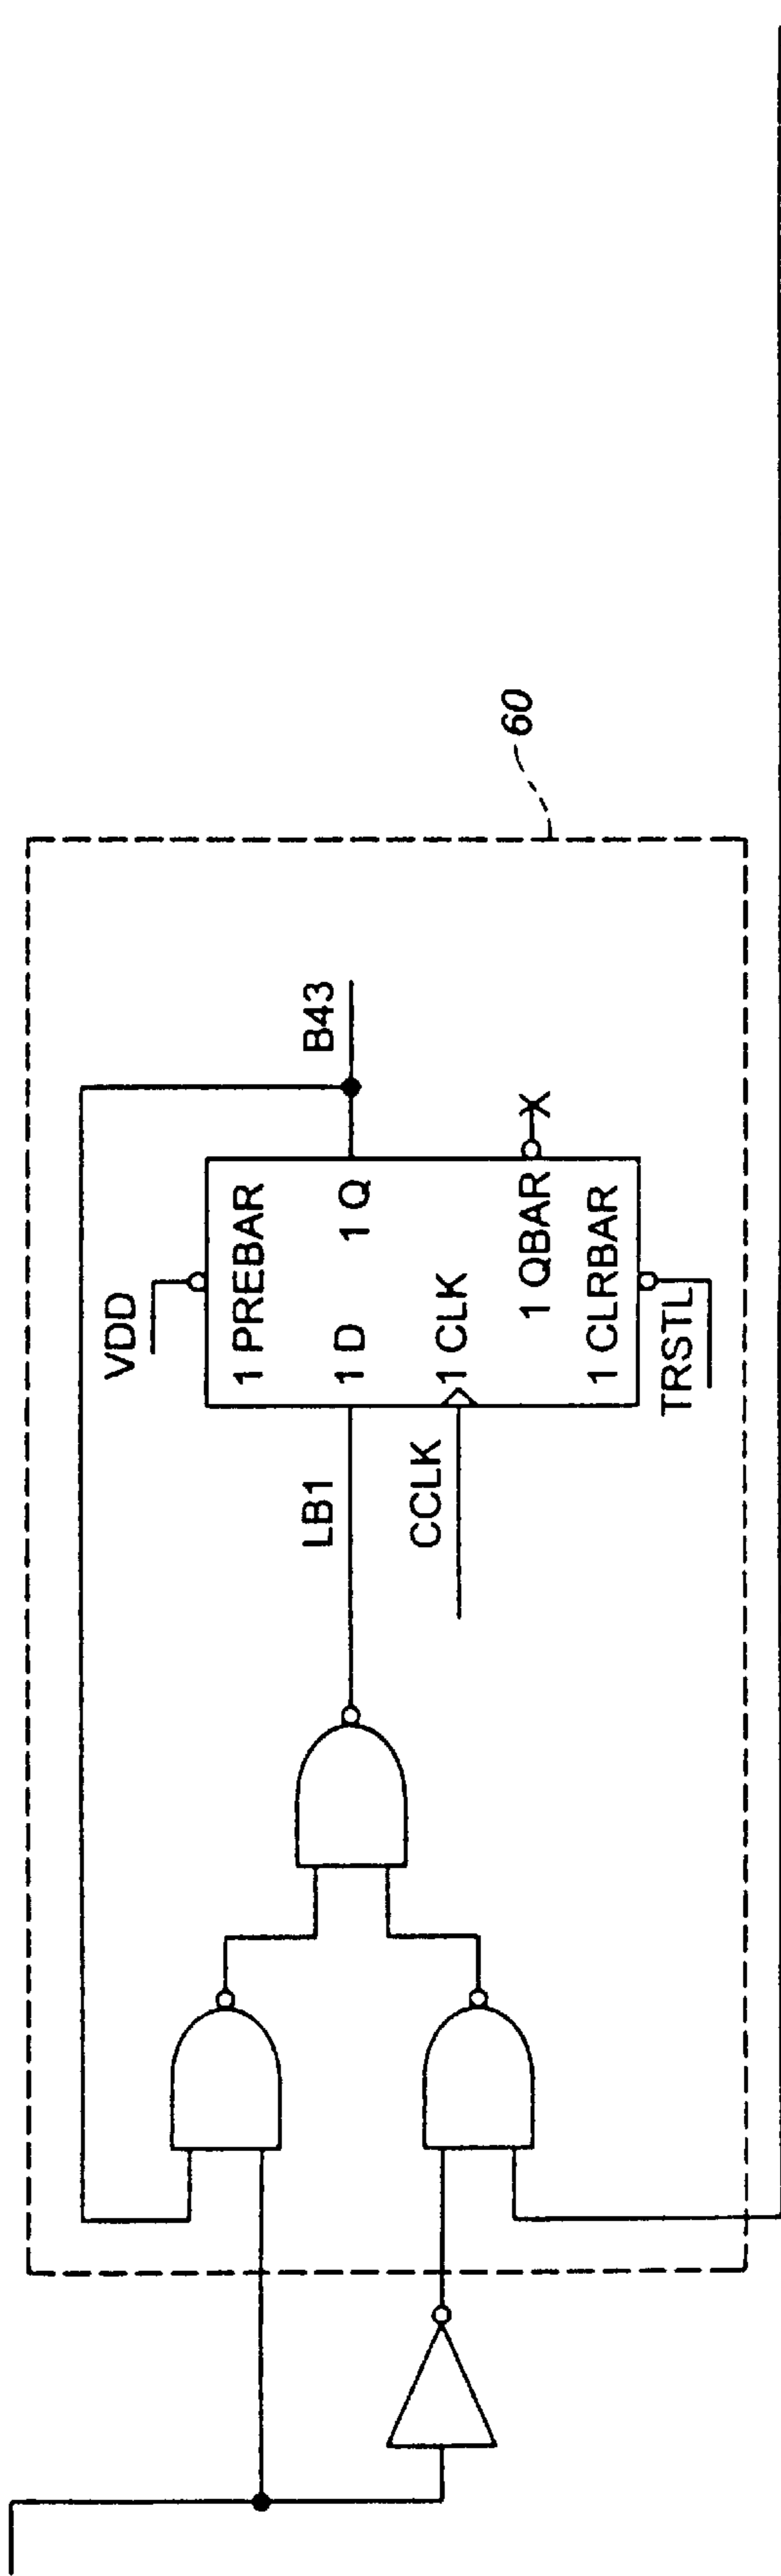 60
B43
VDD
1 PREBAR
LB1
1 D
1 Q
CCLK
1 CLK
1 QBAR
X
1 CLRBAR
TRSTL